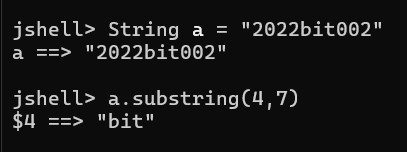 jshell> String a = "2022bit002"
a ==> "2022bit002"
jshell> a.substring(4,7)
$4 ==> "bit"